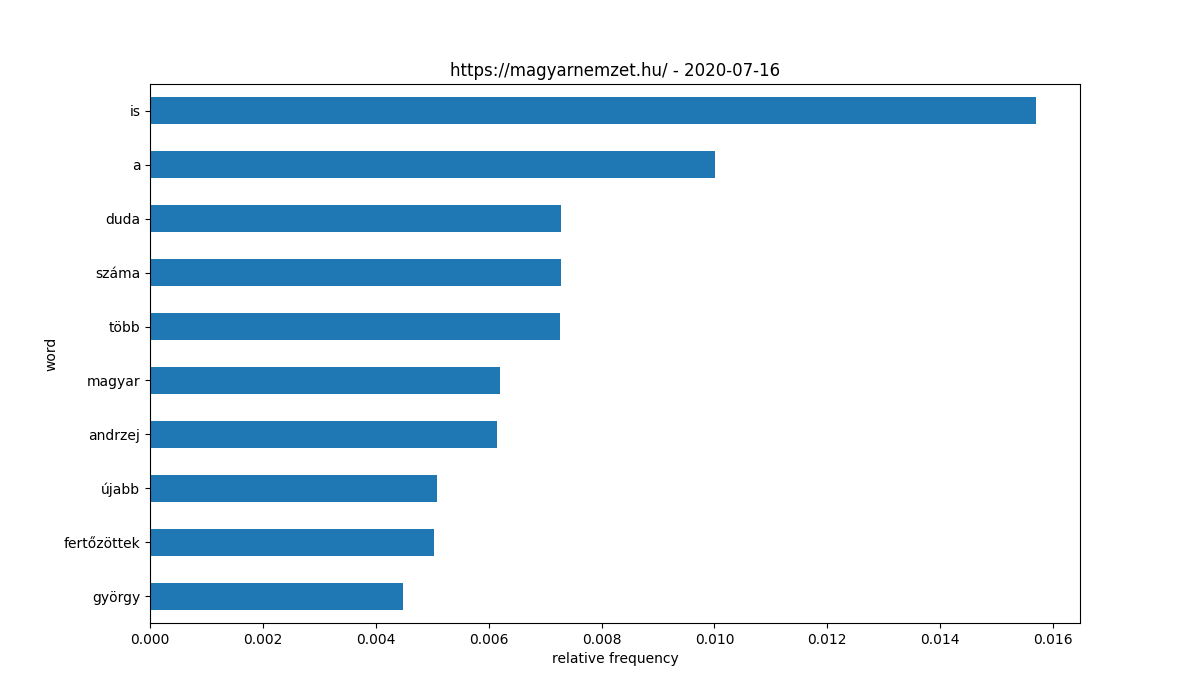 https://magyarnemzet.hu/ - 2020-07-16
is
a
duda
száma
több
magyar
andrzej
újabb
fertőzöttek
györgy
word
0.000 0.002 0.004 0.006 0.008 0.010 0.012 0.014 0.016
relative frequency